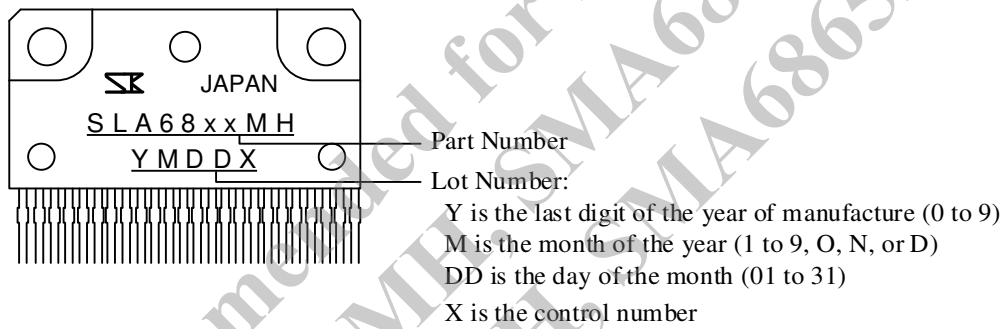 JAPAN
SLA68xxMH
YMDDX
Part Number
Lot Number:
Y is the last digit of the year of manufacture (0 to 9)
M is the month of the year (1 to 9, O, N, or D)
DD is the day of the month (01 to 31)
X is the control number